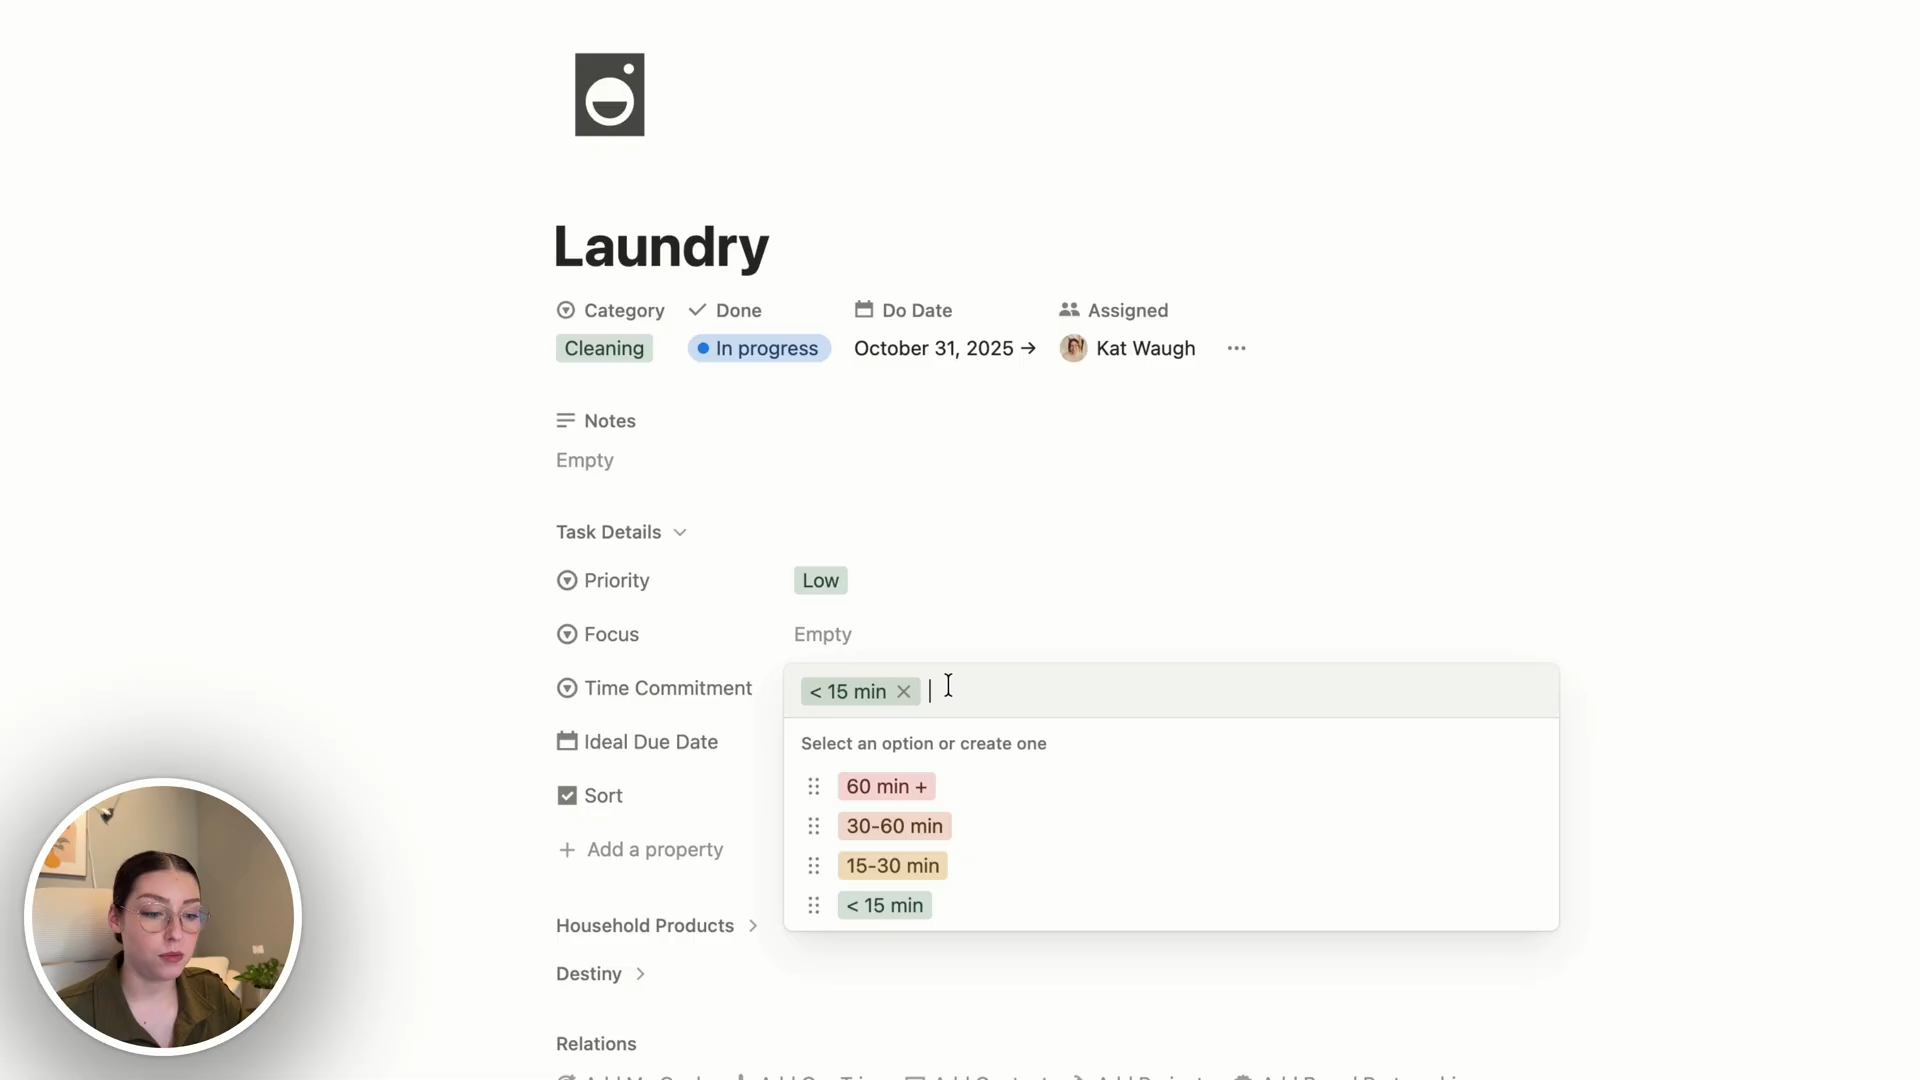 Laundry
Category Done Do Date Assigned
Cleaning In progress October 31, 2025 → Kat Waugh
Notes
Empty
Task Details
Priority Low
Focus Empty
Time Commitment < 15 min
Select an option or create one
Ideal Due Date
60 min +
Sort
30-60 min
Add a property
15-30 min
< 15 min
Household Products
Destiny
Relations